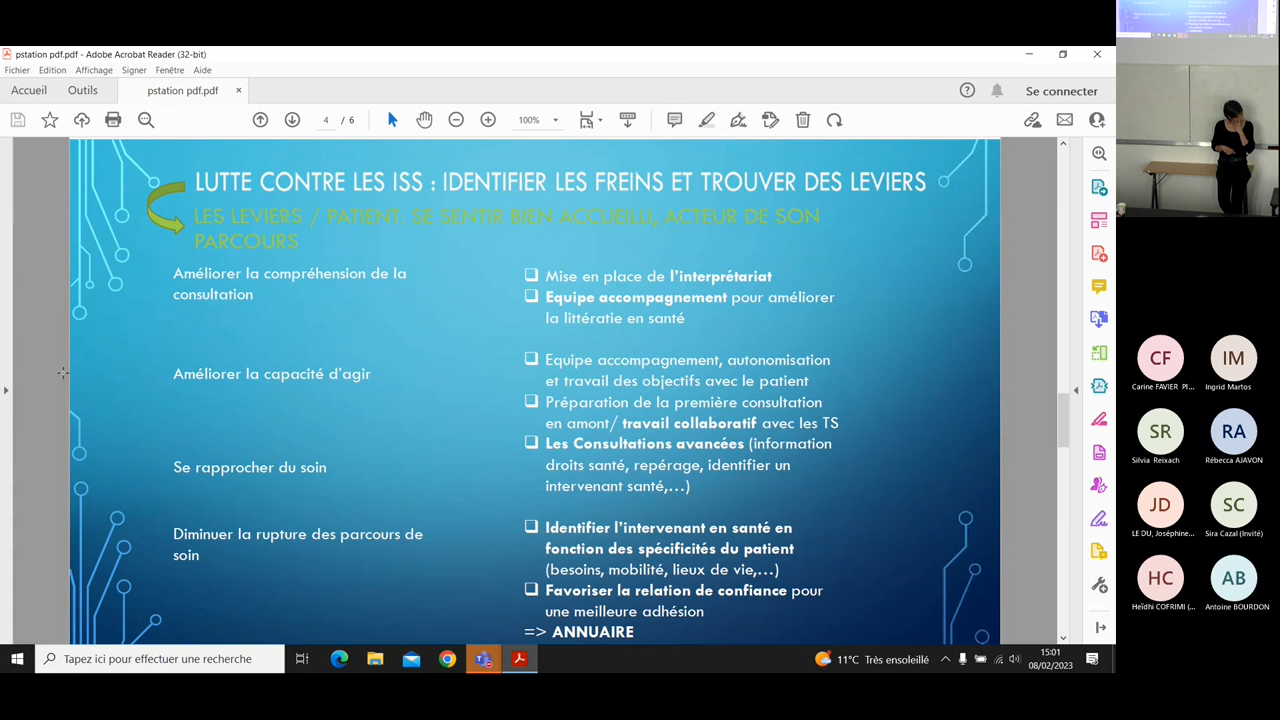 pstation pdf.pdf - Adobe Acrobat Reader (32-bit)
Fichier Edition Affichage Signer Fenêtre Aide
Accueil Outils pstation pdf.pdf × Se connecter
4 / 6 100%
LUTTE CONTRE LES ISS : IDENTIFIER LES FREINS ET TROUVER DES LEVIERS
LES LEVIERS / PATIENT: SE SENTIR BIEN ACCUEILLI, ACTEUR DE SON
PARCOURS
Améliorer la compréhension de la
consultation
❑ Mise en place de l'interprétariat
❑ Equipe accompagnement pour améliorer
la littératie en santé
Améliorer la capacité d'agir
❑ Equipe accompagnement, autonomisation
et travail des objectifs avec le patient
❑ Préparation de la première consultation
en amont/ travail collaboratif avec les TS
Se rapprocher du soin
❑ Les Consultations avancées (information
droits santé, repérage, identifier un
intervenant santé,…)
Diminuer la rupture des parcours de
soin
❑ Identifier l'intervenant en santé en
fonction des spécificités du patient
(besoins, mobilité, lieux de vie,…)
❑ Favoriser la relation de confiance pour
une meilleure adhésion
=> ANNUAIRE
CF
Carine FAVIER PI...
IM
Ingrid Martos
SR
Silvia Reixach
RA
Rébecca AJAVON
JD
LE DU, Joséphine...
SC
Sira Cazal (Invité)
HC
Heïdhi COFRIMI (...
AB
Antoine BOURDON
Tapez ici pour effectuer une recherche
11°C Très ensoleillé
15:01
08/02/2023